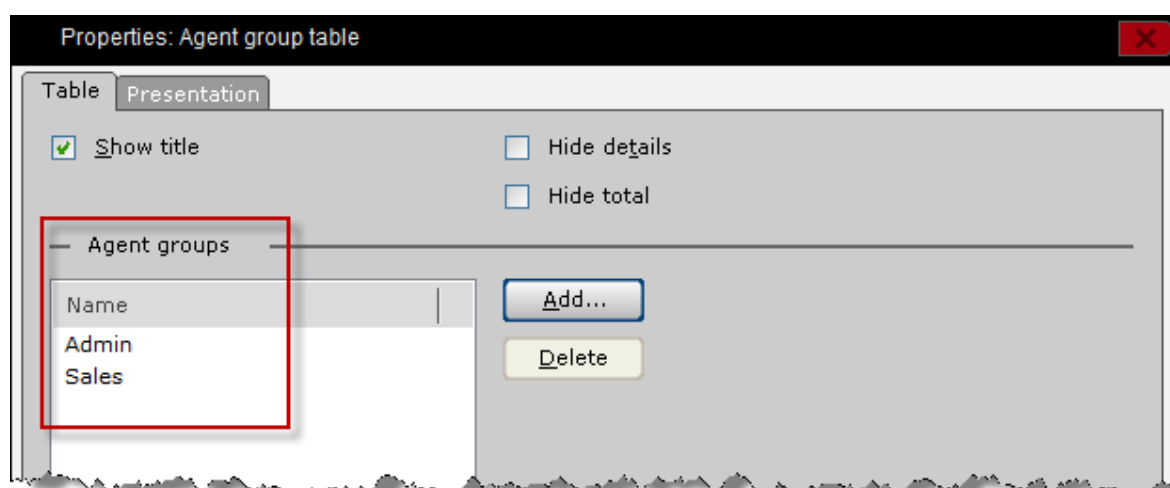 Properties: Agent group table
Table Presentation
Show title Hide details
Hide total
Agent groups
Name Add...
Admin
Delete
Sales